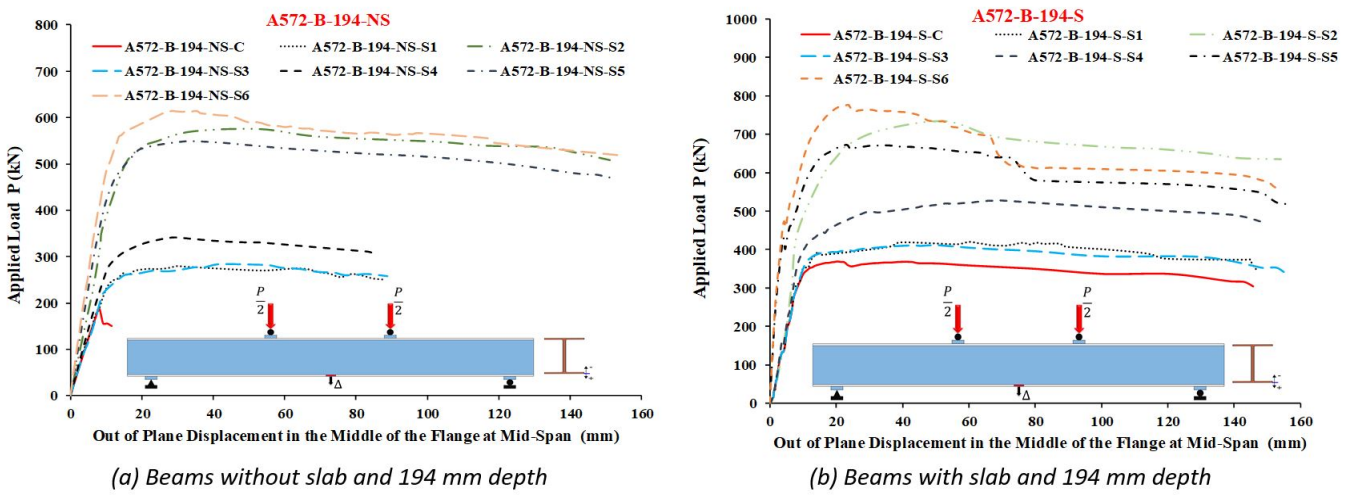 A572-B-194-NS
A572-B-194-NS-C
A572-B-194-NS-S1
A572-B-194-NS-S2
A572-B-194-NS-S3
A572-B-194-NS-S4
A572-B-194-NS-S5
A572-B-194-NS-S6
Applied Load P (kN)
800
700
600
500
400
300
200
100
0
P/2
P/2
Δ
0 20 40 60 80 100 120 140 160
Out of Plane Displacement in the Middle of the Flange at Mid-Span (mm)
(a) Beams without slab and 194 mm depth
A572-B-194-S
A572-B-194-S-C
A572-B-194-S-S1
A572-B-194-S-S2
A572-B-194-S-S3
A572-B-194-S-S4
A572-B-194-S-S5
A572-B-194-S-S6
Applied Load P (kN)
1000
900
800
700
600
500
400
300
200
100
0
P/2
P/2
Δ
0 20 40 60 80 100 120 140 160
Out of Plane Displacement in the Middle of the Flange at Mid-Span (mm)
(b) Beams with slab and 194 mm depth